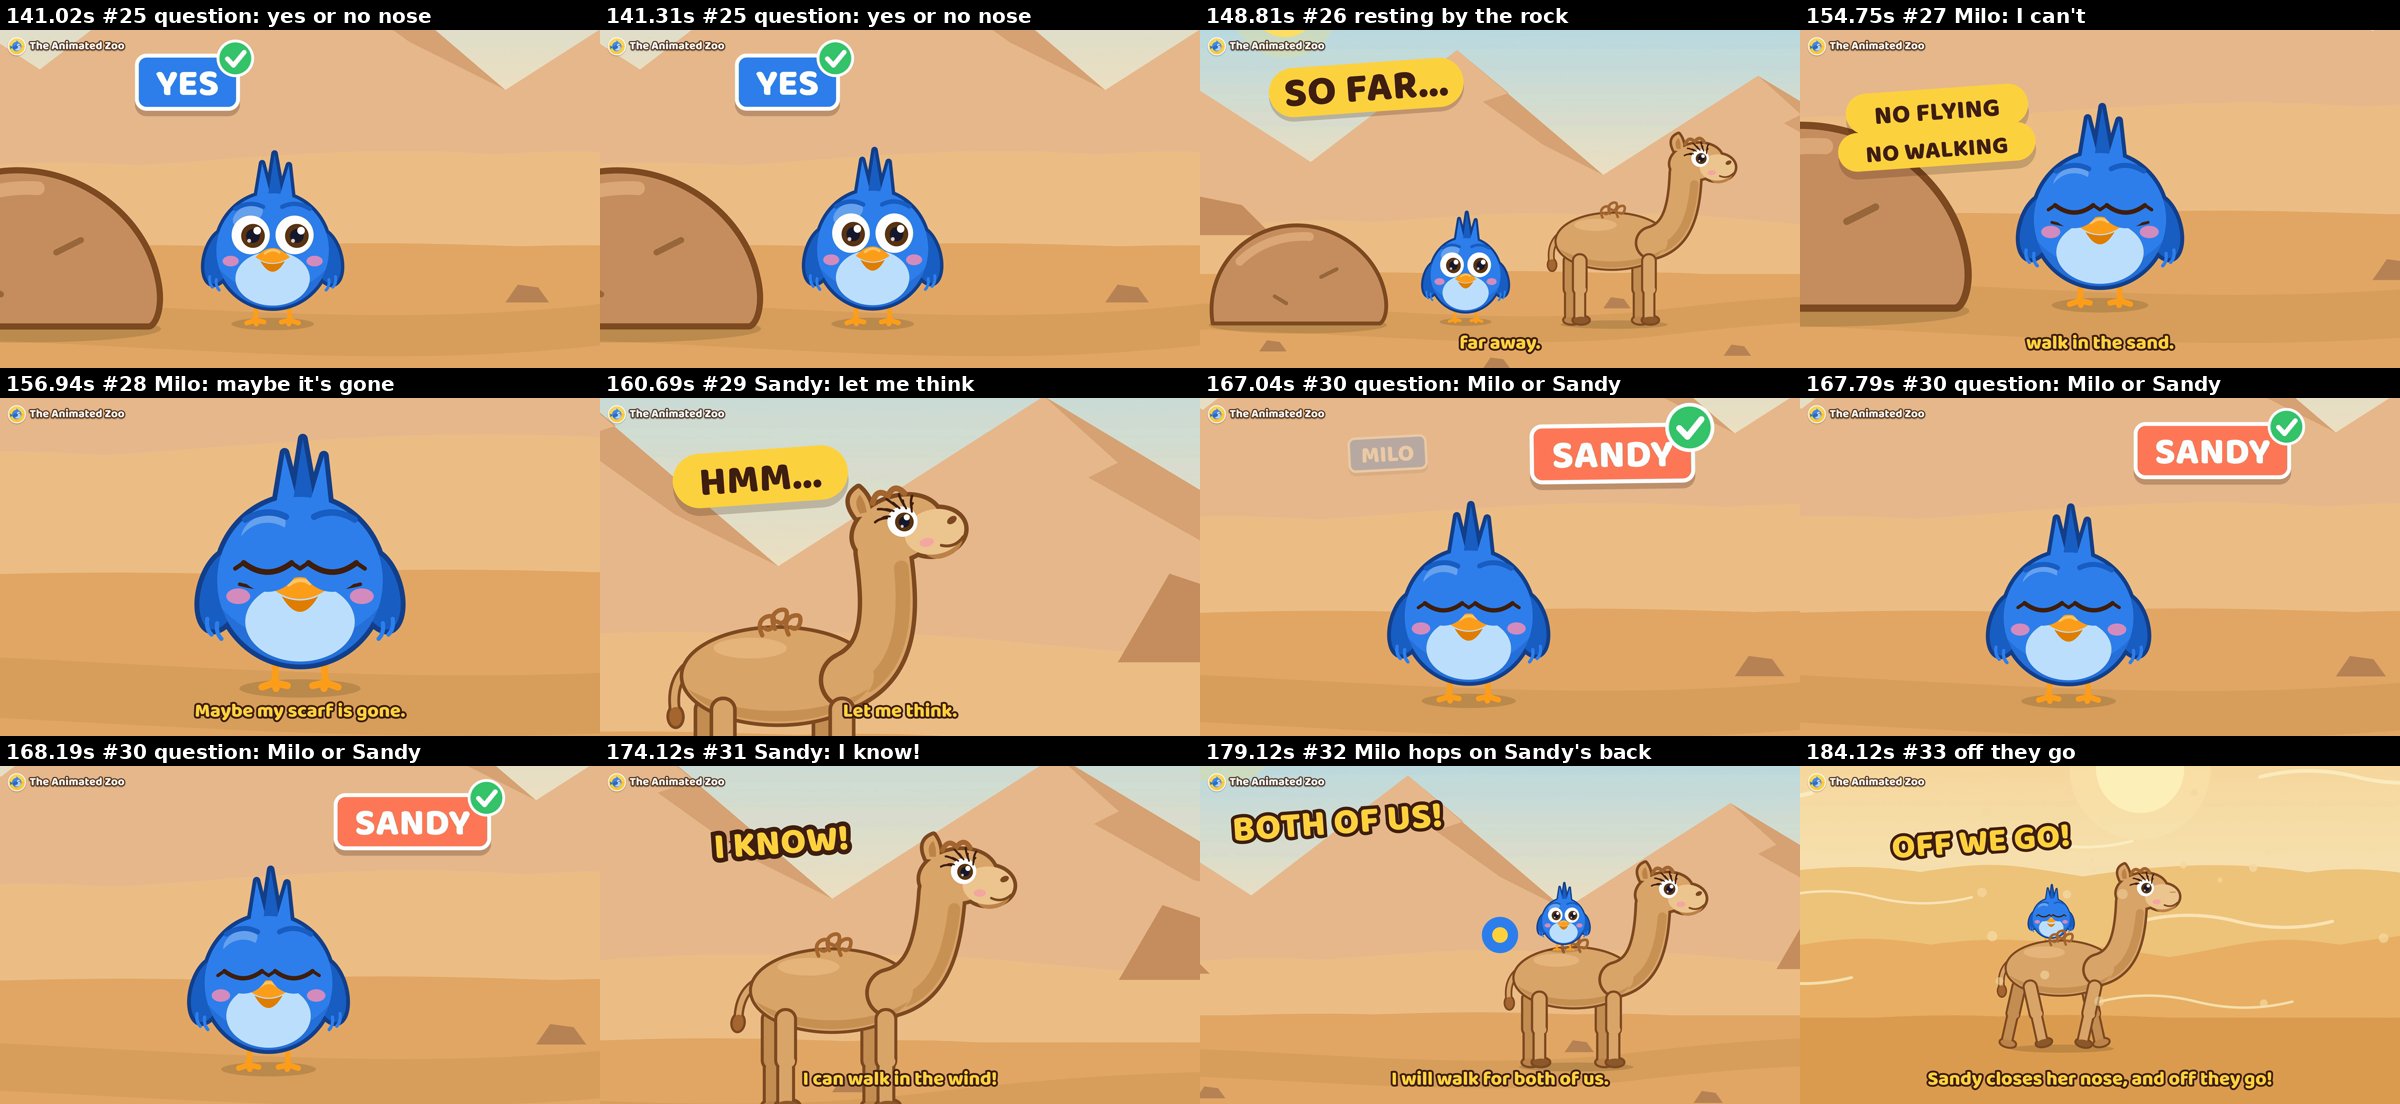 141.02s #25 question: yes or no nose
The Animated Zoo
YES
141.31s #25 question: yes or no nose
The Animated Zoo
YES
148.81s #26 resting by the rock
The Animated Zoo
SO FAR...
far away.
154.75s #27 Milo: I can't
The Animated Zoo
NO FLYING
NO WALKING
walk in the sand.
156.94s #28 Milo: maybe it's gone
The Animated Zoo
Maybe my scarf is gone.
160.69s #29 Sandy: let me think
The Animated Zoo
HMM...
Let me think.
167.04s #30 question: Milo or Sandy
The Animated Zoo
MILO
SANDY
167.79s #30 question: Milo or Sandy
The Animated Zoo
SANDY
168.19s #30 question: Milo or Sandy
The Animated Zoo
SANDY
174.12s #31 Sandy: I know!
The Animated Zoo
I KNOW!
I can walk in the wind!
179.12s #32 Milo hops on Sandy's back
The Animated Zoo
BOTH OF US!
I will walk for both of us.
184.12s #33 off they go
The Animated Zoo
OFF WE GO!
Sandy closes her nose, and off they go!